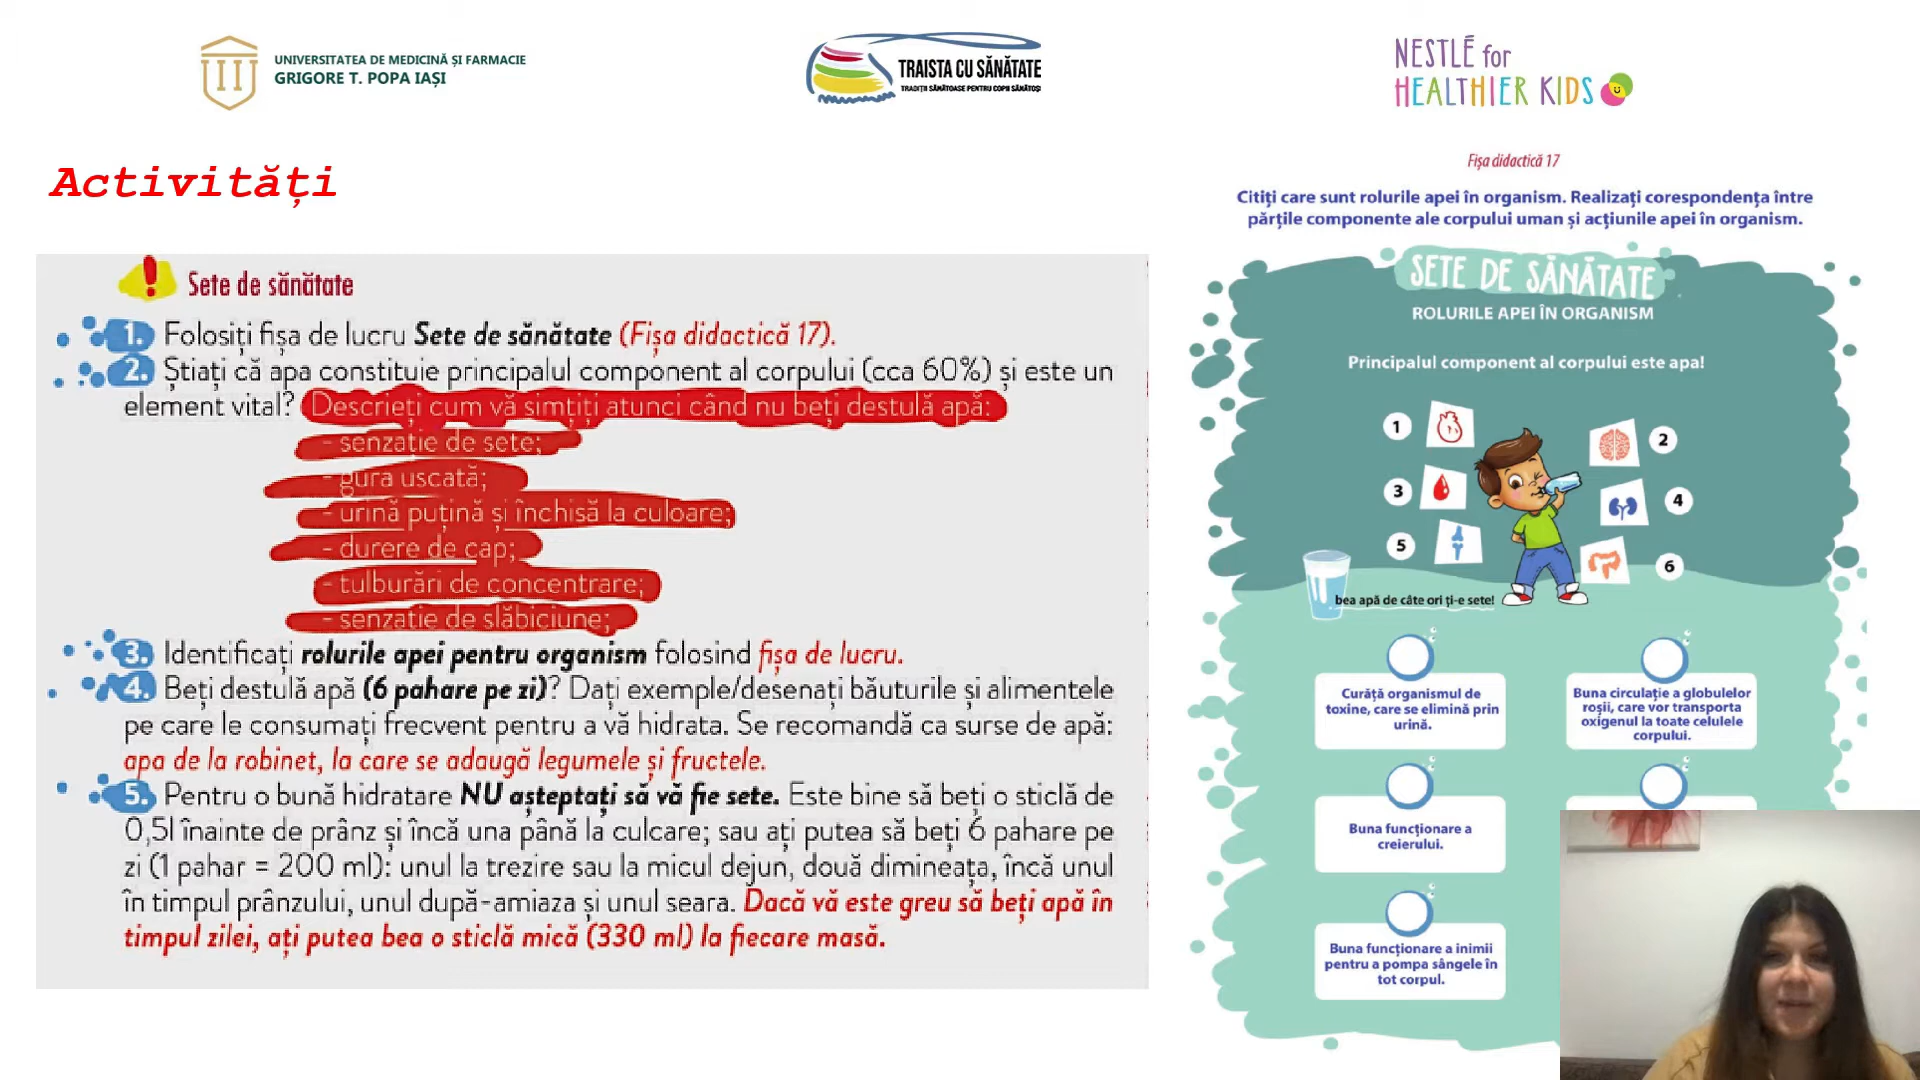 UNIVERSITATEA DE MEDICINĂ ȘI FARMACIE
GRIGORE T. POPA IAȘI
TRAISTA CU SĂNĂTATE
TRADIȚII SĂNĂTOASE PENTRU COPII SĂNĂTOȘI
NESTLÉ for
HEALTHIER KIDS
Activități
Sete de sănătate
1. Folosiți fișa de lucru Sete de sănătate (Fișa didactică 17).
2. Știați că apa constituie principalul component al corpului (cca 60%) și este un
element vital? Descrieți cum vă simțiți atunci când nu beți destulă apă:
- senzație de sete;
- gura uscată;
- urină puțină și închisă la culoare;
- durere de cap;
- tulburări de concentrare;
- senzație de slăbiciune;
3. Identificați rolurile apei pentru organism folosind fișa de lucru.
4. Beți destulă apă (6 pahare pe zi)? Dați exemple/desenați băuturile și alimentele
pe care le consumați frecvent pentru a vă hidrata. Se recomandă ca surse de apă:
apa de la robinet, la care se adaugă legumele și fructele.
5. Pentru o bună hidratare NU așteptați să vă fie sete. Este bine să beți o sticlă de
0,5l înainte de prânz și încă una până la culcare; sau ați putea să beți 6 pahare pe
zi (1 pahar = 200 ml): unul la trezire sau la micul dejun, două dimineața, încă unul
în timpul prânzului, unul după-amiaza și unul seara. Dacă vă este greu să beți apă în
timpul zilei, ați putea bea o sticlă mică (330 ml) la fiecare masă.
Fișa didactică 17
Citiți care sunt rolurile apei în organism. Realizați corespondența între
părțile componente ale corpului uman și acțiunile apei în organism.
SETE DE SĂNĂTATE
ROLURILE APEI ÎN ORGANISM
Principalul component al corpului este apa!
1
2
3
4
5
6
bea apă de câte ori ți-e sete!
Curăță organismul de
toxine, care se elimină prin
urină.
Buna circulație a globulelor
roșii, care vor transporta
oxigenul la toate celulele
corpului.
Buna funcționare a
creierului.
Buna funcționare a inimii
pentru a pompa sângele în
tot corpul.